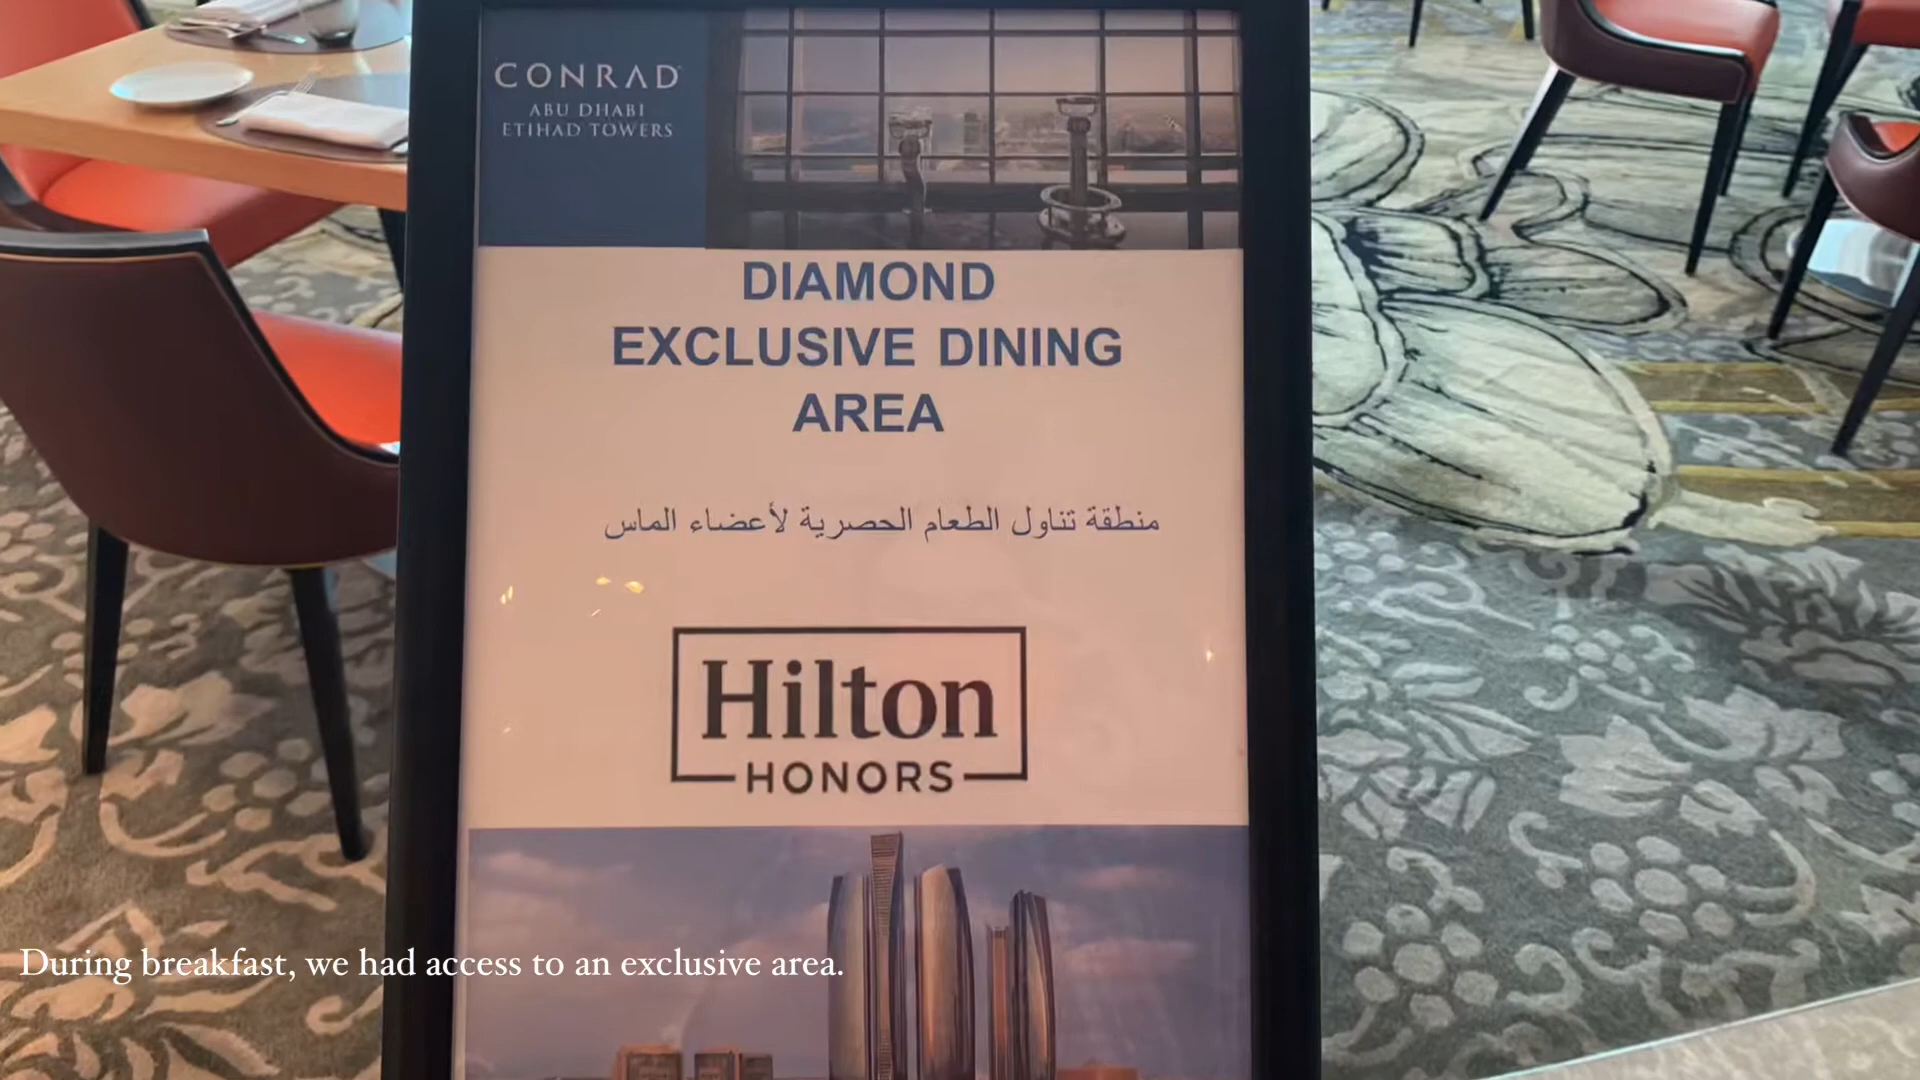 CONRAD
ABU DHABI
ETIHAD TOWERS
DIAMOND
EXCLUSIVE DINING
AREA
منطقة تناول الطعام الحصرية لأعضاء الماس
Hilton
HONORS
During breakfast, we had access to an exclusive area.